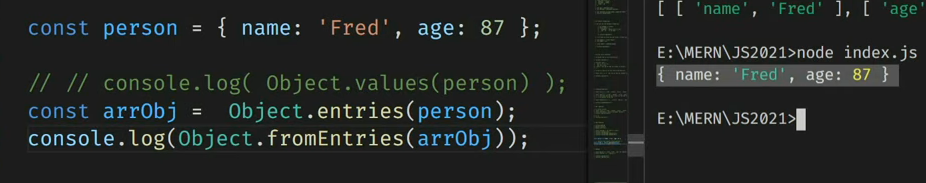 const person = { name: 'Fred', age: 87 };
// // console.log( Object.values(person) );
const arrObj =  Object.entries(person);
console.log(Object.fromEntries(arrObj));
[ [ 'name', 'Fred' ], [ 'age'
E:\MERN\JS2021>node index.js
{ name: 'Fred', age: 87 }
E:\MERN\JS2021>